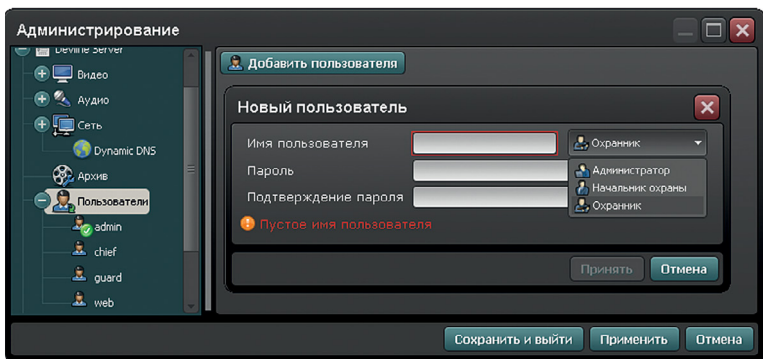 Администрирование
Devline Server
Видео
Аудио
Сеть
Dynamic DNS
Архив
Пользователи
admin
chief
guard
web
Добавить пользователя
Новый пользователь
Имя пользователя
Охранник
Пароль
Администратор
Начальник охраны
Охранник
Подтверждение пароля
Пустое имя пользователя
Принять
Отмена
Сохранить и выйти
Применить
Отмена